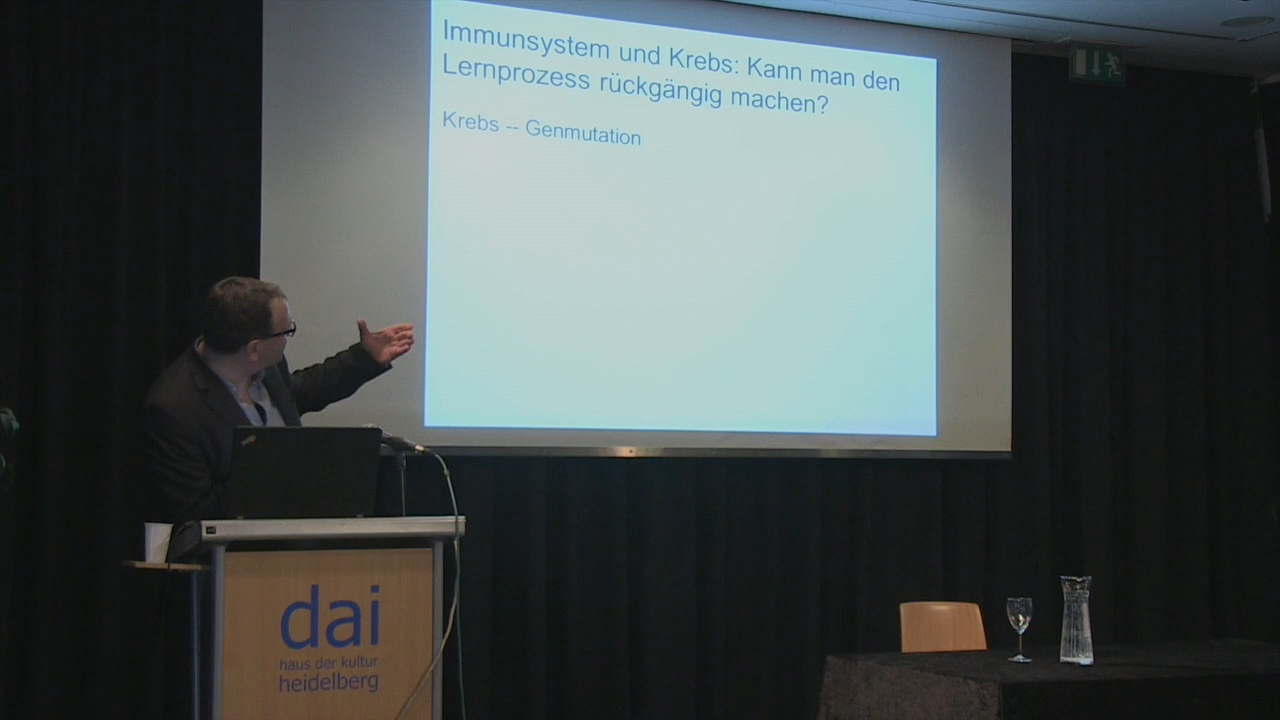 Immunsystem und Krebs: Kann man den
Lernprozess rückgängig machen?
Krebs -- Genmutation
dai
haus der kultur
heidelberg